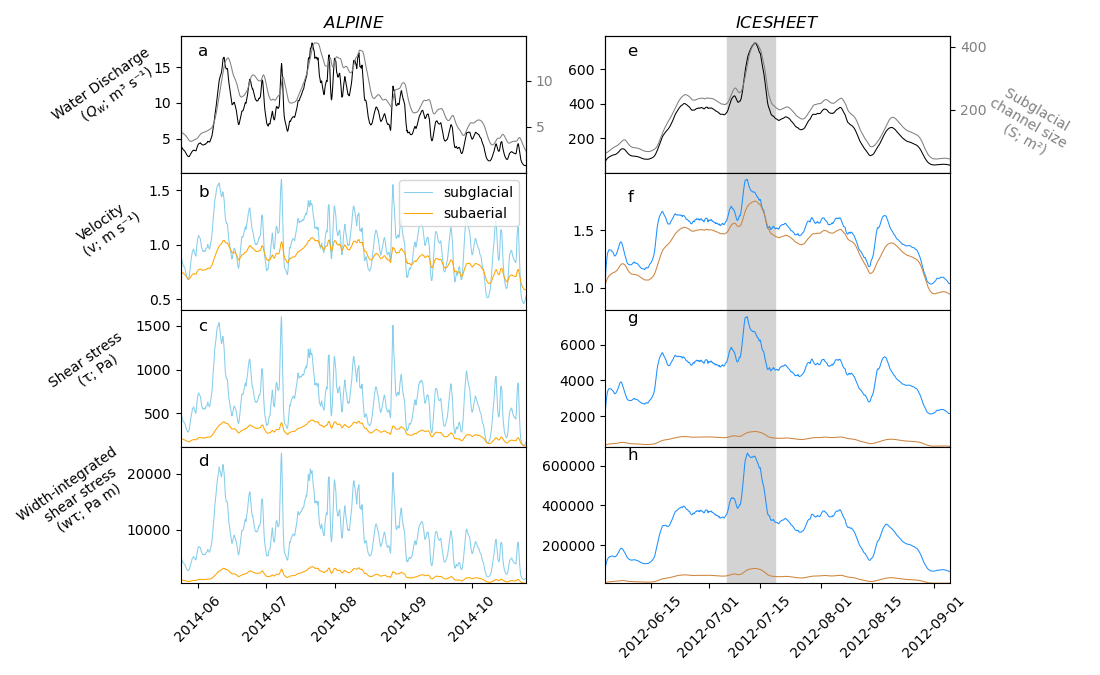 ALPINE
ICESHEET
Water Discharge
(Qw; m³ s⁻¹)
a
15
10
5
10
5
e
600
400
200
400
200
Subglacial
channel size
(S; m²)
Velocity
(v; m s⁻¹)
b
1.5
1.0
0.5
subglacial
subaerial
f
1.5
1.0
Shear stress
(τ; Pa)
c
1500
1000
500
g
6000
4000
2000
Width-integrated
shear stress
(wτ; Pa m)
d
20000
10000
h
600000
400000
200000
2014-06
2014-07
2014-08
2014-09
2014-10
2012-06-15
2012-07-01
2012-07-15
2012-08-01
2012-08-15
2012-09-01